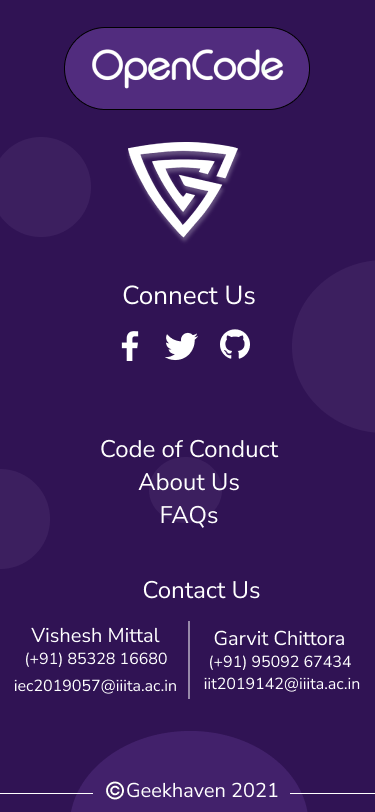 OpenCode
Connect Us
Code of Conduct
About Us
FAQs
Contact Us
Vishesh Mittal
(+91) 85328 16680
iec2019057@iiita.ac.in
Garvit Chittora
(+91) 95092 67434
iit2019142@iiita.ac.in
©Geekhaven 2021